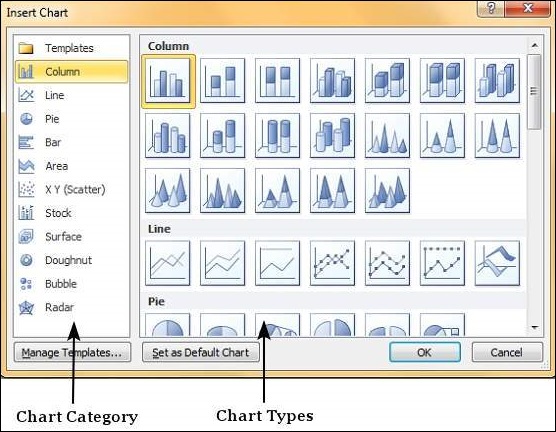 Insert Chart
Templates
Column
Line
Pie
Bar
Area
X Y (Scatter)
Stock
Surface
Doughnut
Bubble
Radar
Column
Line
Pie
Manage Templates...
Set as Default Chart
OK
Cancel
Chart Category
Chart Types